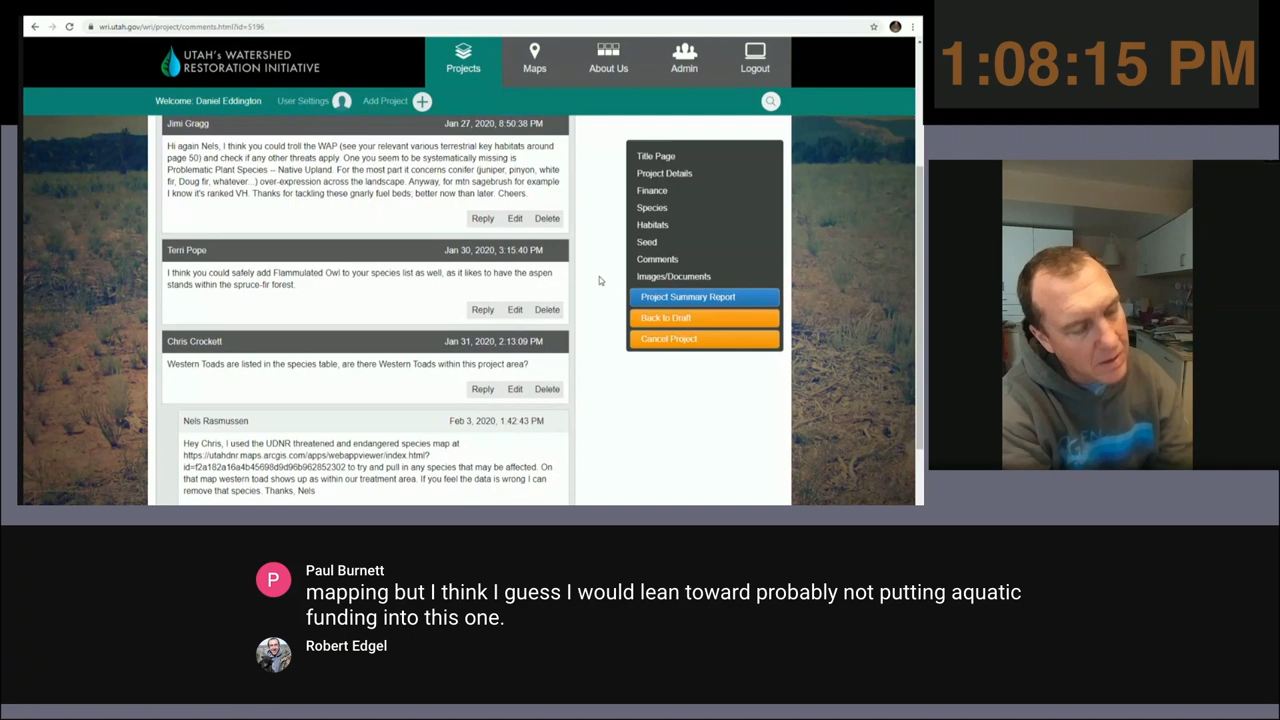 wri.utah.gov/wri/project/comments.html?id=5196
1:08:15 PM
UTAH's WATERSHED
RESTORATION INITIATIVE
Projects
Maps
About Us
Admin
Logout
Welcome: Daniel Eddington
User Settings
Add Project
Jimi Gragg
Jan 27, 2020, 8:50:38 PM
Hi again Nels, I think you could troll the WAP (see your relevant various terrestrial key habitats around
page 50) and check if any other threats apply. One you seem to be systematically missing is
Problematic Plant Species -- Native Upland. For the most part it concerns conifer (juniper, pinyon, white
fir, Doug fir, whatever...) over-expression across the landscape. Anyway, for mtn sagebrush for example
I know it's ranked VH. Thanks for tackling these gnarly fuel beds; better now than later. Cheers.
Reply Edit Delete
Terri Pope
Jan 30, 2020, 3:15:40 PM
I think you could safely add Flammulated Owl to your species list as well, as it likes to have the aspen
stands within the spruce-fir forest.
Reply Edit Delete
Chris Crockett
Jan 31, 2020, 2:13:09 PM
Western Toads are listed in the species table, are there Western Toads within this project area?
Reply Edit Delete
Nels Rasmussen
Feb 3, 2020, 1:42:43 PM
Hey Chris, I used the UDNR threatened and endangered species map at
https://utahdnr.maps.arcgis.com/apps/webappviewer/index.html?
id=f2a182a16a4b45698d9d96b962852302 to try and pull in any species that may be affected. On
that map western toad shows up as within our treatment area. If you feel the data is wrong I can
remove that species. Thanks, Nels
Title Page
Project Details
Finance
Species
Habitats
Seed
Comments
Images/Documents
Project Summary Report
Back to Draft
Cancel Project
P
Paul Burnett
mapping but I think I guess I would lean toward probably not putting aquatic
funding into this one.
Robert Edgel